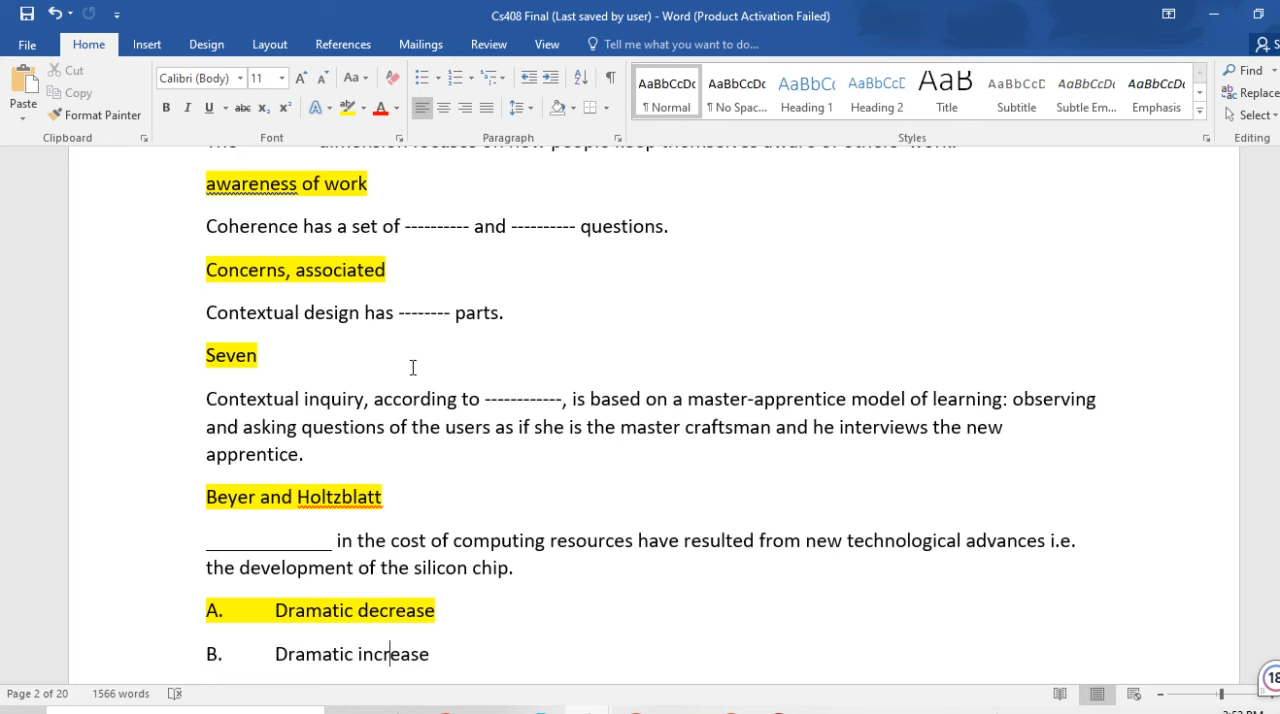 Cs408 Final (Last saved by user) - Word (Product Activation Failed)
File Home Insert Design Layout References Mailings Review View Tell me what you want to do...
Paste Cut Copy Format Painter
Calibri (Body) 11
AaBbCcDc AaBbCcDc AaBbCc AaBbCcD AaB AaBbCcD AaBbCcDc AaBbCcDc
¶ Normal ¶ No Spac... Heading 1 Heading 2 Title Subtitle Subtle Em... Emphasis
Find Replace Select
Clipboard Font Paragraph Styles Editing
awareness of work
Coherence has a set of ---------- and ---------- questions.
Concerns, associated
Contextual design has -------- parts.
Seven
Contextual inquiry, according to ------------, is based on a master-apprentice model of learning: observing
and asking questions of the users as if she is the master craftsman and he interviews the new
apprentice.
Beyer and Holtzblatt
____________ in the cost of computing resources have resulted from new technological advances i.e.
the development of the silicon chip.
A. Dramatic decrease
B. Dramatic increase
Page 2 of 20 1566 words
18